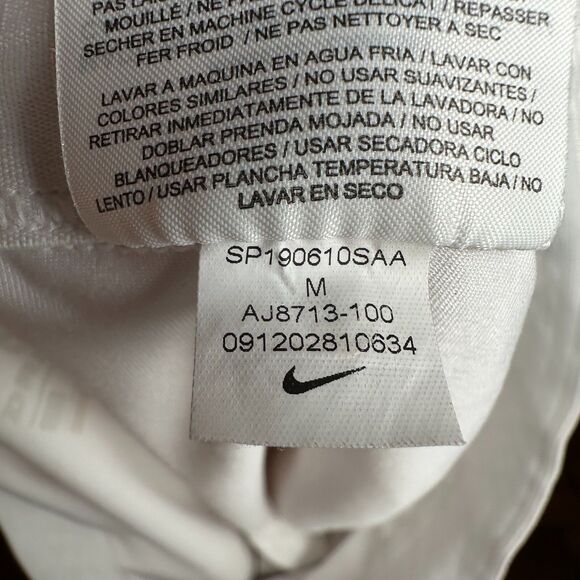 MOUILLÉ / NE
MACHINE CYCLE DÉLICAT / REPASSER
SECHER EN / NE PAS NETTOYER A SEC
FER FROID
LAVAR A MAQUINA EN AGUA FRIA / LAVAR CON
COLORES SIMILARES / NO USAR SUAVIZANTES /
RETIRAR INMEDIATAMENTE DE LA LAVADORA / NO
DOBLAR PRENDA MOJADA / NO USAR
BLANQUEADORES / USAR SECADORA CICLO
LENTO / USAR PLANCHA TEMPERATURA BAJA / NO
LAVAR EN SECO
SP190610SAA
M
AJ8713-100
091202810634